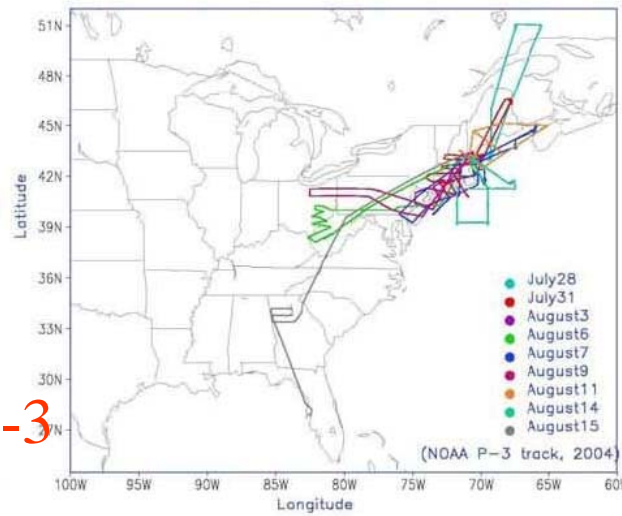 51N
48N
45N
42N
39N
36N
33N
30N
27N
Latitude
-3
July28
July31
August3
August6
August7
August9
August11
August14
August15
(NOAA P-3 track, 2004)
100W 95W 90W 85W 80W 75W 70W 65W 60
Longitude